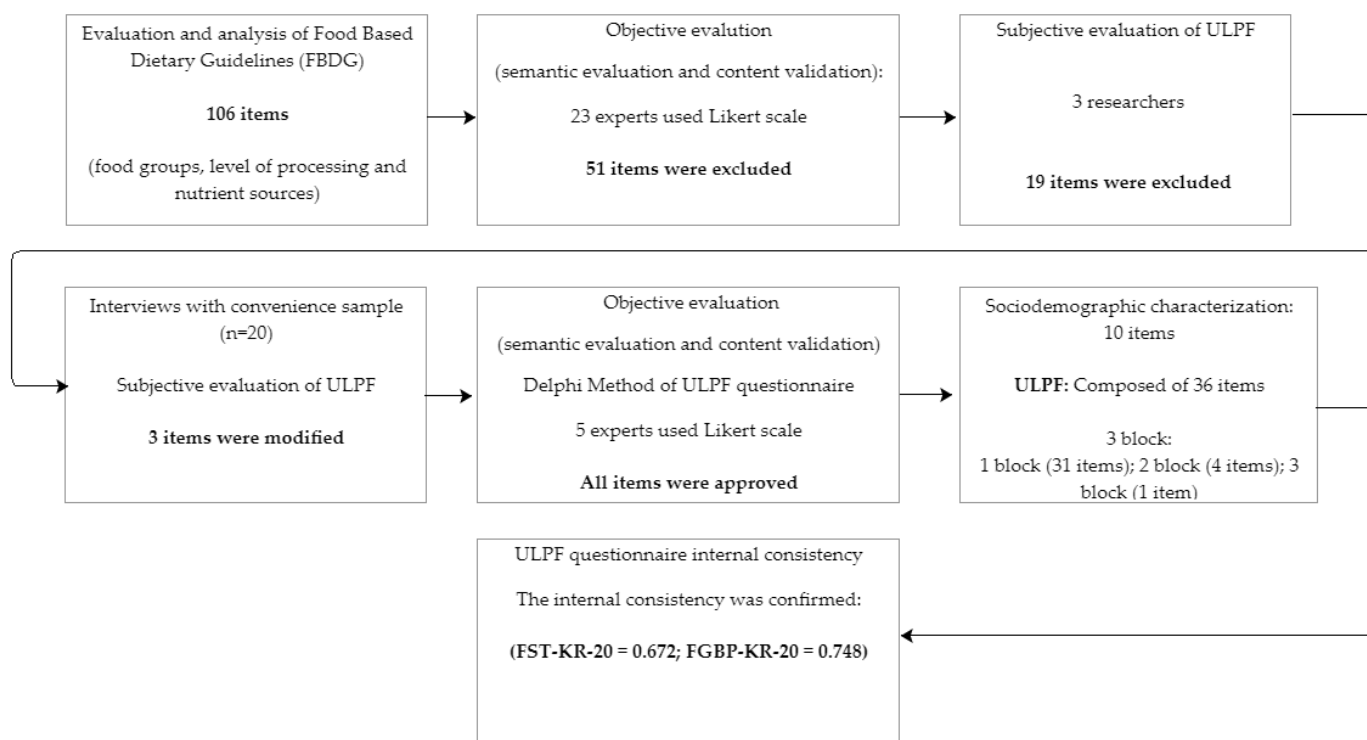 Evaluation and analysis of Food Based
Dietary Guidelines (FBDG)
106 items
(food groups, level of processing and
nutrient sources)
Objective evalution
(semantic evaluation and content validation):
23 experts used Likert scale
51 items were excluded
Subjective evaluation of ULPF
3 researchers
19 items were excluded
Interviews with convenience sample
(n=20)
Subjective evaluation of ULPF
3 items were modified
Objective evaluation
(semantic evaluation and content validation)
Delphi Method of ULPF questionnaire
5 experts used Likert scale
All items were approved
Sociodemographic characterization:
10 items
ULPF: Composed of 36 items
3 block:
1 block (31 items); 2 block (4 items); 3
block (1 item)
ULPF questionnaire internal consistency
The internal consistency was confirmed:
(FST-KR-20 = 0.672; FGBP-KR-20 = 0.748)